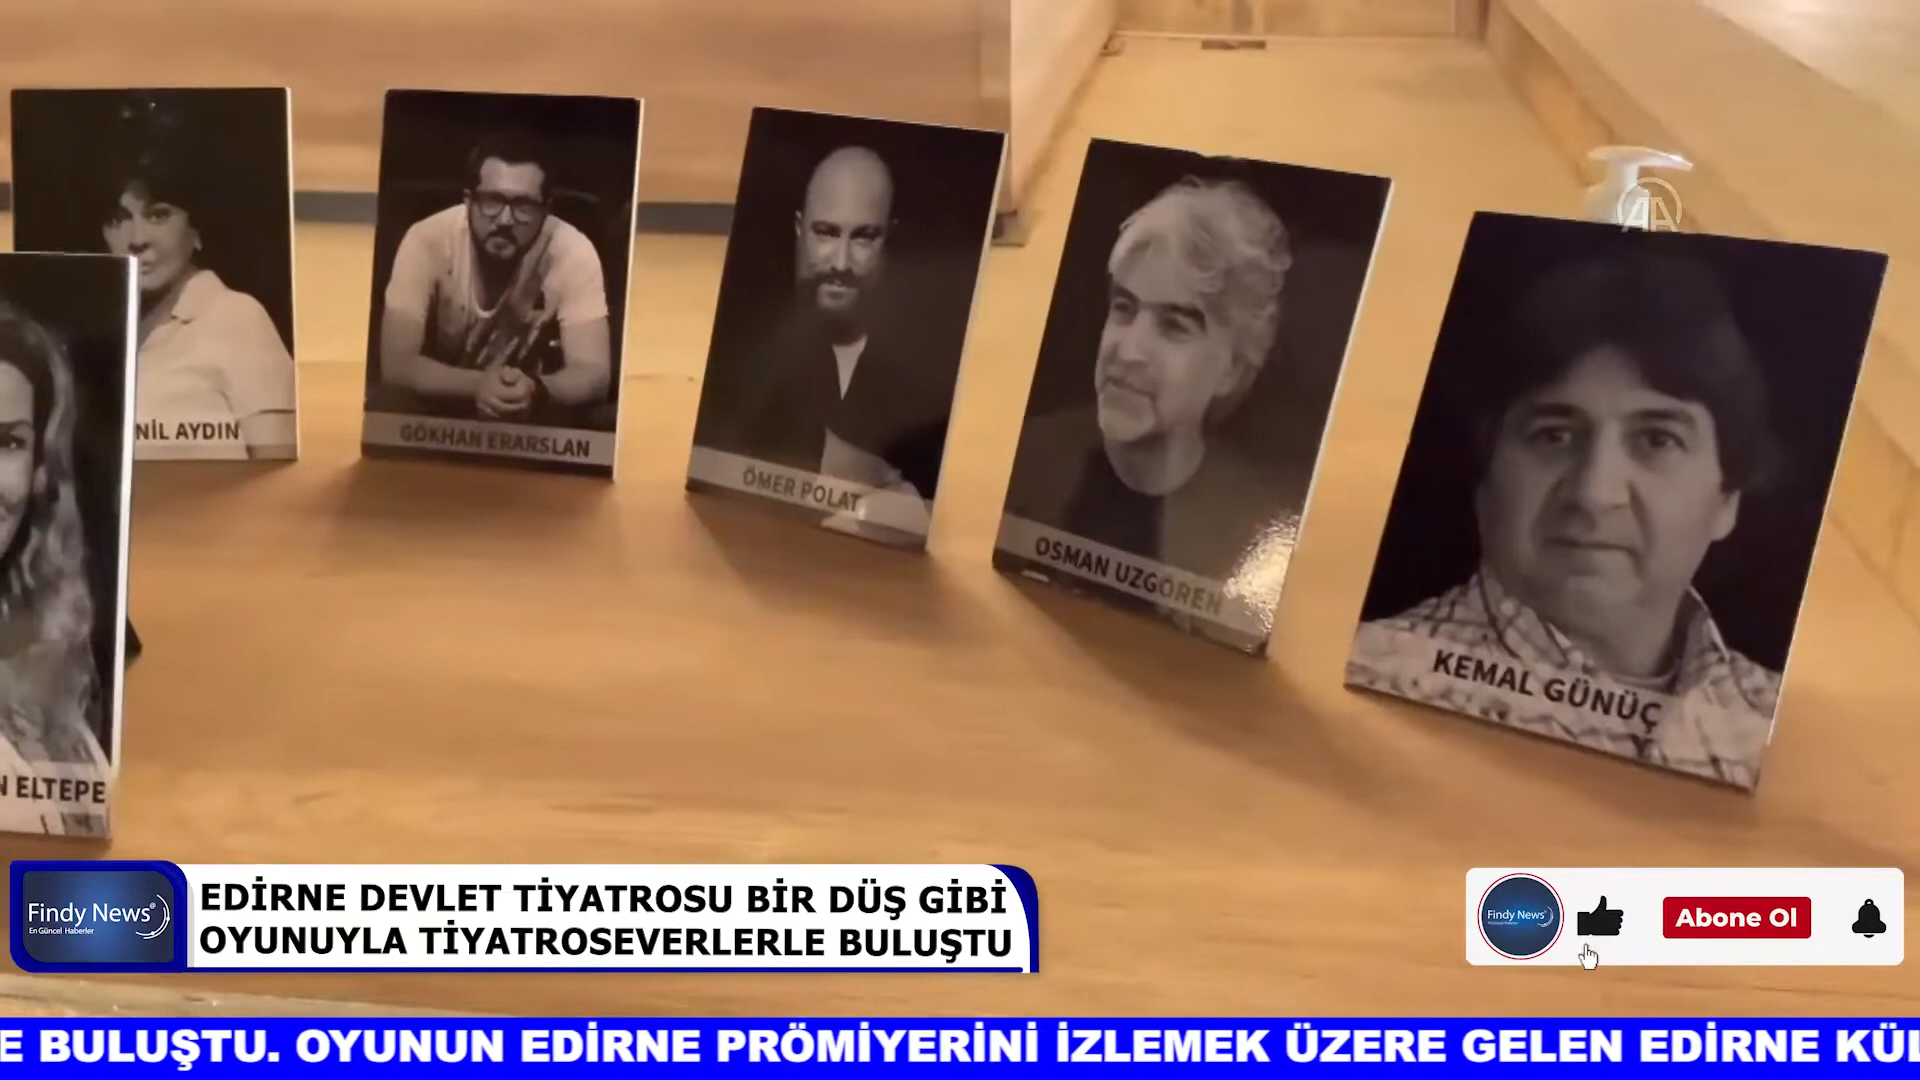 NİL AYDIN
GÖKHAN ERARSLAN
ÖMER POLAT
OSMAN UZGÖREN
KEMAL GÜNÜÇ
ELTEPE
AA
Findy News
En Güncel Haberler
EDİRNE DEVLET TİYATROSU BİR DÜŞ GİBİ
OYUNUYLA TİYATROSEVERLERLE BULUŞTU
Findy News
Abone Ol
E BULUŞTU. OYUNUN EDİRNE PRÖMİYERİNİ İZLEMEK ÜZERE GELEN EDİRNE KÜL